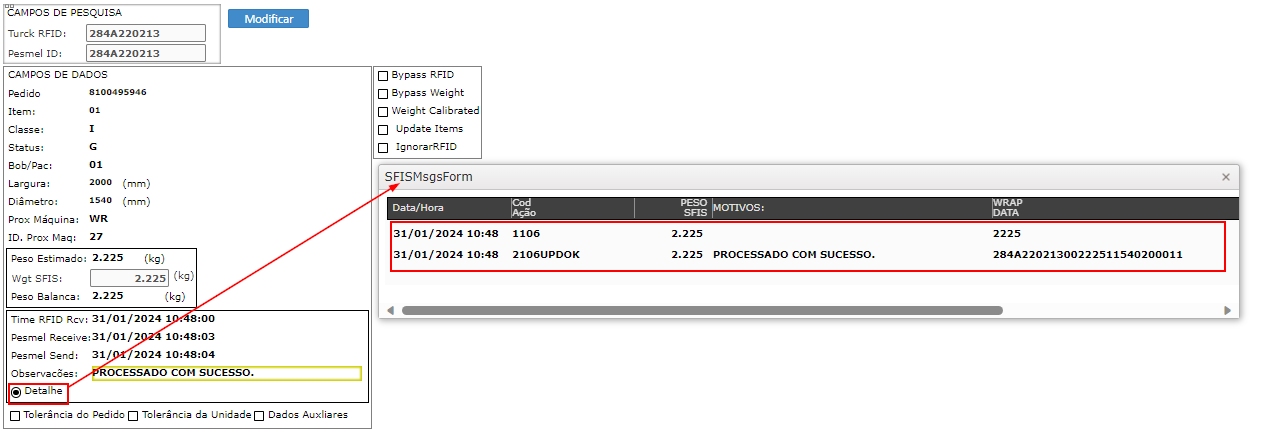 CAMPOS DE PESQUISA
Turck RFID: 284A220213
Pesmel ID: 284A220213
Modificar
CAMPOS DE DADOS
Pedido 8100495946
Item: 01
Classe: I
Status: G
Bob/Pac: 01
Largura: 2000 (mm)
Diâmetro: 1540 (mm)
Prox Máquina: WR
ID. Prox Maq: 27
Peso Estimado: 2.225 (kg)
Wgt SFIS: 2.225 (kg)
Peso Balanca: 2.225 (kg)
Time RFID Rcv: 31/01/2024 10:48:00
Pesmel Receive: 31/01/2024 10:48:03
Pesmel Send: 31/01/2024 10:48:04
Observacões: PROCESSADO COM SUCESSO.
Detalhe
Tolerância do Pedido Tolerância da Unidade Dados Auxliares
Bypass RFID
Bypass Weight
Weight Calibrated
Update Items
IgnorarRFID
SFISMsgsForm ×
Data/Hora Cod Ação PESO SFIS MOTIVOS: WRAP DATA
31/01/2024 10:48 1106 2.225 2225
31/01/2024 10:48 2106UPDOK 2.225 PROCESSADO COM SUCESSO. 284A22021300222511540200011